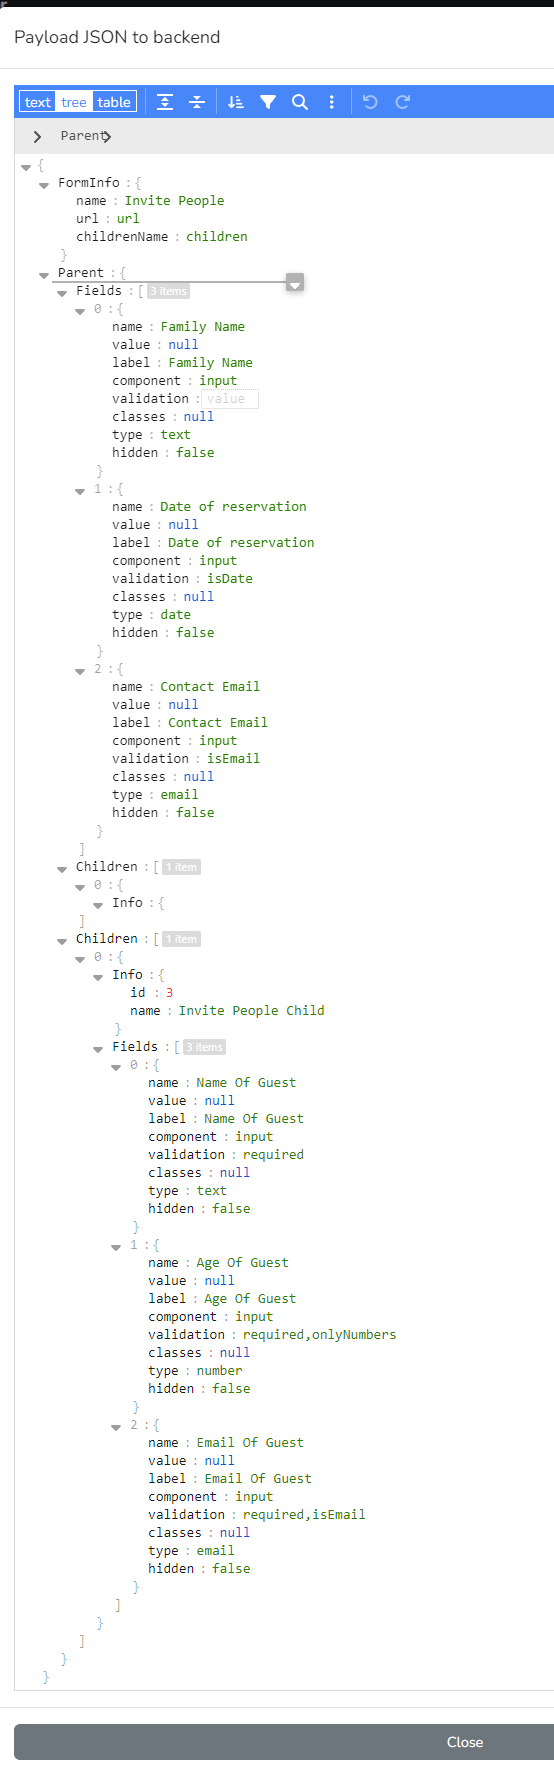 Payload JSON to backend
text tree table
Parent
{
FormInfo : {
name : Invite People
url : url
childrenName : children
}
Parent : {
Fields : [ 3 items
0 : {
name : Family Name
value : null
label : Family Name
component : input
validation : value
classes : null
type : text
hidden : false
}
1 : {
name : Date of reservation
value : null
label : Date of reservation
component : input
validation : isDate
classes : null
type : date
hidden : false
}
2 : {
name : Contact Email
value : null
label : Contact Email
component : input
validation : isEmail
classes : null
type : email
hidden : false
}
]
Children : [ 1 item
0 : {
Info : {
]
Children : [ 1 item
0 : {
Info : {
id : 3
name : Invite People Child
}
Fields : [ 3 items
0 : {
name : Name Of Guest
value : null
label : Name Of Guest
component : input
validation : required
classes : null
type : text
hidden : false
}
1 : {
name : Age Of Guest
value : null
label : Age Of Guest
component : input
validation : required,onlyNumbers
classes : null
type : number
hidden : false
}
2 : {
name : Email Of Guest
value : null
label : Email Of Guest
component : input
validation : required,isEmail
classes : null
type : email
hidden : false
}
]
}
]
}
}
Close